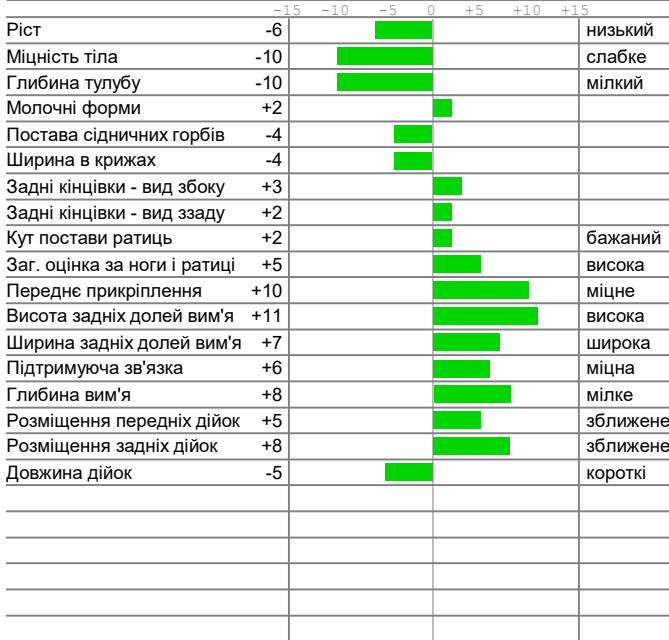 -15 -10 -5 0 +5 +10 +15
Ріст -6 низький
Міцність тіла -10 слабке
Глибина тулубу -10 мілкий
Молочні форми +2
Постава сідничних горбів -4
Ширина в крижах -4
Задні кінцівки - вид збоку +3
Задні кінцівки - вид ззаду +2
Кут постави ратиць +2 бажаний
Заг. оцінка за ноги і ратиці +5 висока
Переднє прикріплення +10 міцне
Висота задніх долей вим'я +11 висока
Ширина задніх долей вим'я +7 широка
Підтримуюча зв'язка +6 міцна
Глибина вим'я +8 мілке
Розміщення передніх дійок +5 зближене
Розміщення задніх дійок +8 зближене
Довжина дійок -5 короткі